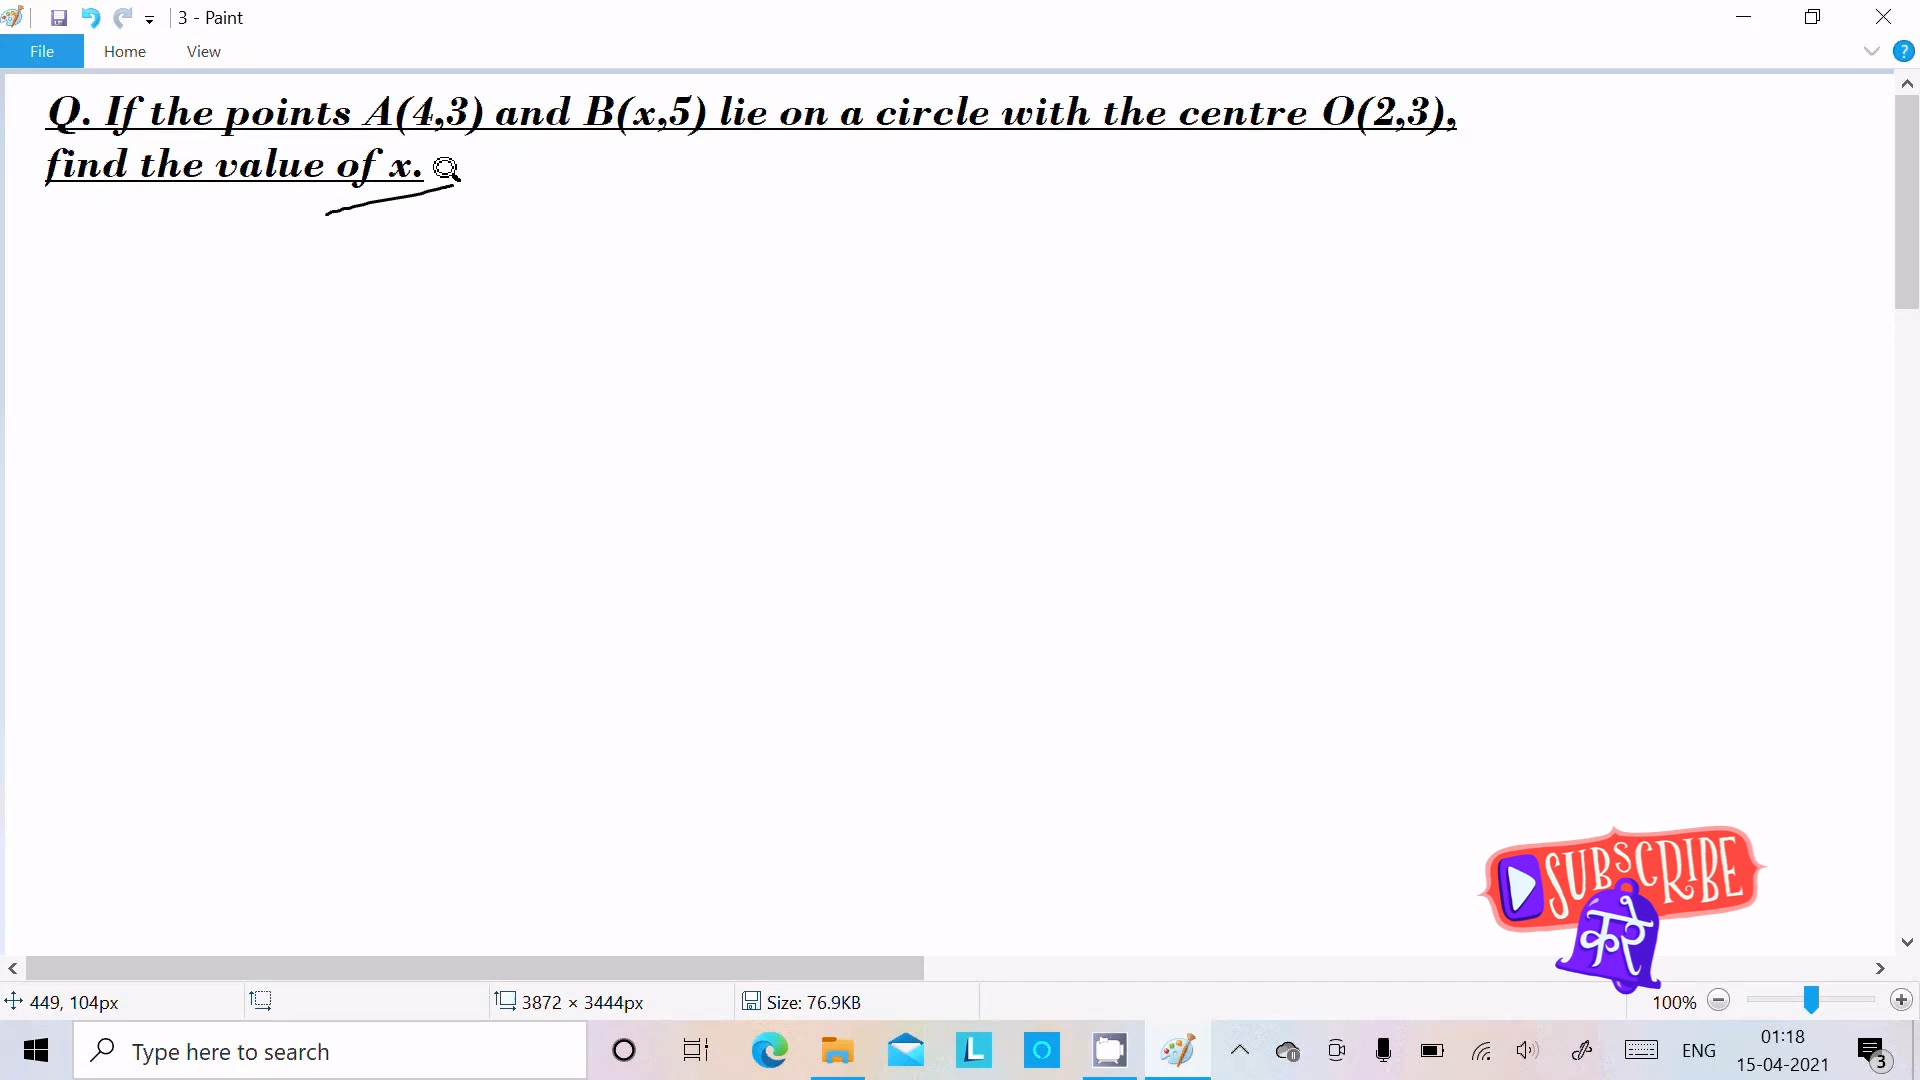 3 - Paint
File Home View
Q. If the points A(4,3) and B(x,5) lie on a circle with the centre O(2,3),
find the value of x.
SUBSCRIBE
करे
449, 104px 3872 × 3444px Size: 76.9KB 100%
Type here to search
ENG
01:18
15-04-2021
3